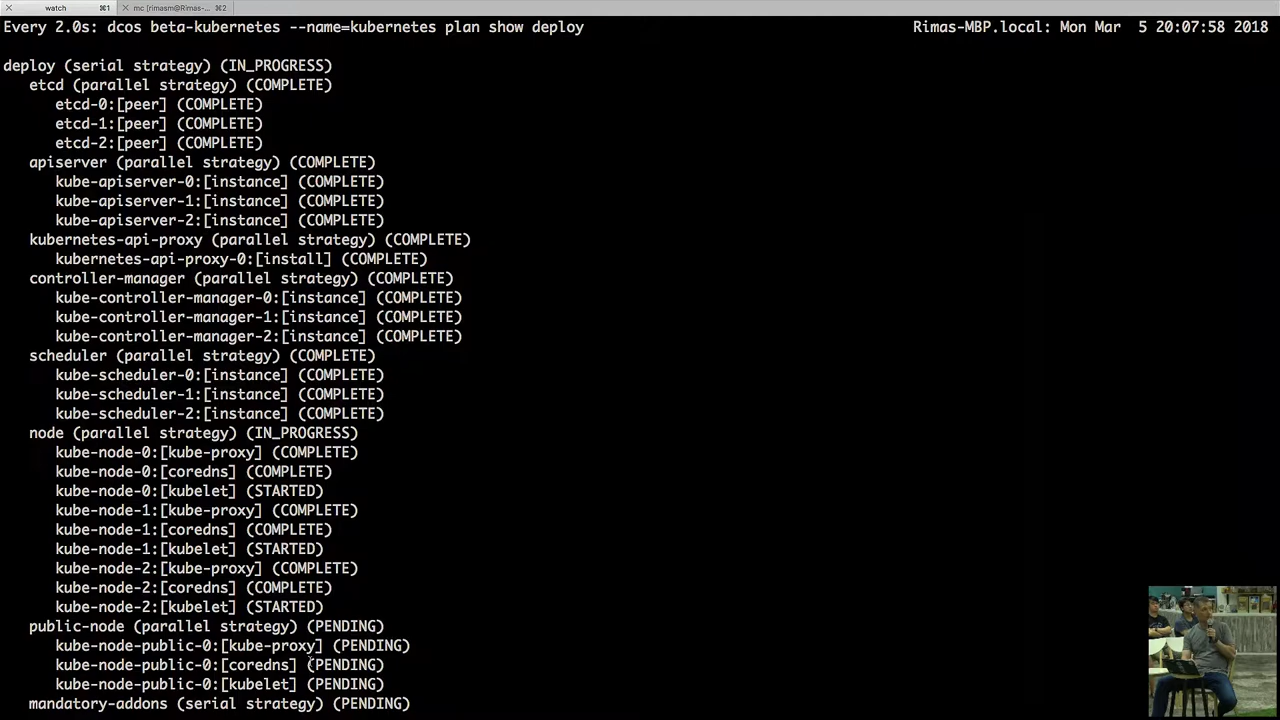 watch ⌘1 mc [rimasm@Rimas-... ⌘2
Every 2.0s: dcos beta-kubernetes --name=kubernetes plan show deploy Rimas-MBP.local: Mon Mar  5 20:07:58 2018
deploy (serial strategy) (IN_PROGRESS)
etcd (parallel strategy) (COMPLETE)
etcd-0:[peer] (COMPLETE)
etcd-1:[peer] (COMPLETE)
etcd-2:[peer] (COMPLETE)
apiserver (parallel strategy) (COMPLETE)
kube-apiserver-0:[instance] (COMPLETE)
kube-apiserver-1:[instance] (COMPLETE)
kube-apiserver-2:[instance] (COMPLETE)
kubernetes-api-proxy (parallel strategy) (COMPLETE)
kubernetes-api-proxy-0:[install] (COMPLETE)
controller-manager (parallel strategy) (COMPLETE)
kube-controller-manager-0:[instance] (COMPLETE)
kube-controller-manager-1:[instance] (COMPLETE)
kube-controller-manager-2:[instance] (COMPLETE)
scheduler (parallel strategy) (COMPLETE)
kube-scheduler-0:[instance] (COMPLETE)
kube-scheduler-1:[instance] (COMPLETE)
kube-scheduler-2:[instance] (COMPLETE)
node (parallel strategy) (IN_PROGRESS)
kube-node-0:[kube-proxy] (COMPLETE)
kube-node-0:[coredns] (COMPLETE)
kube-node-0:[kubelet] (STARTED)
kube-node-1:[kube-proxy] (COMPLETE)
kube-node-1:[coredns] (COMPLETE)
kube-node-1:[kubelet] (STARTED)
kube-node-2:[kube-proxy] (COMPLETE)
kube-node-2:[coredns] (COMPLETE)
kube-node-2:[kubelet] (STARTED)
public-node (parallel strategy) (PENDING)
kube-node-public-0:[kube-proxy] (PENDING)
kube-node-public-0:[coredns] (PENDING)
kube-node-public-0:[kubelet] (PENDING)
mandatory-addons (serial strategy) (PENDING)